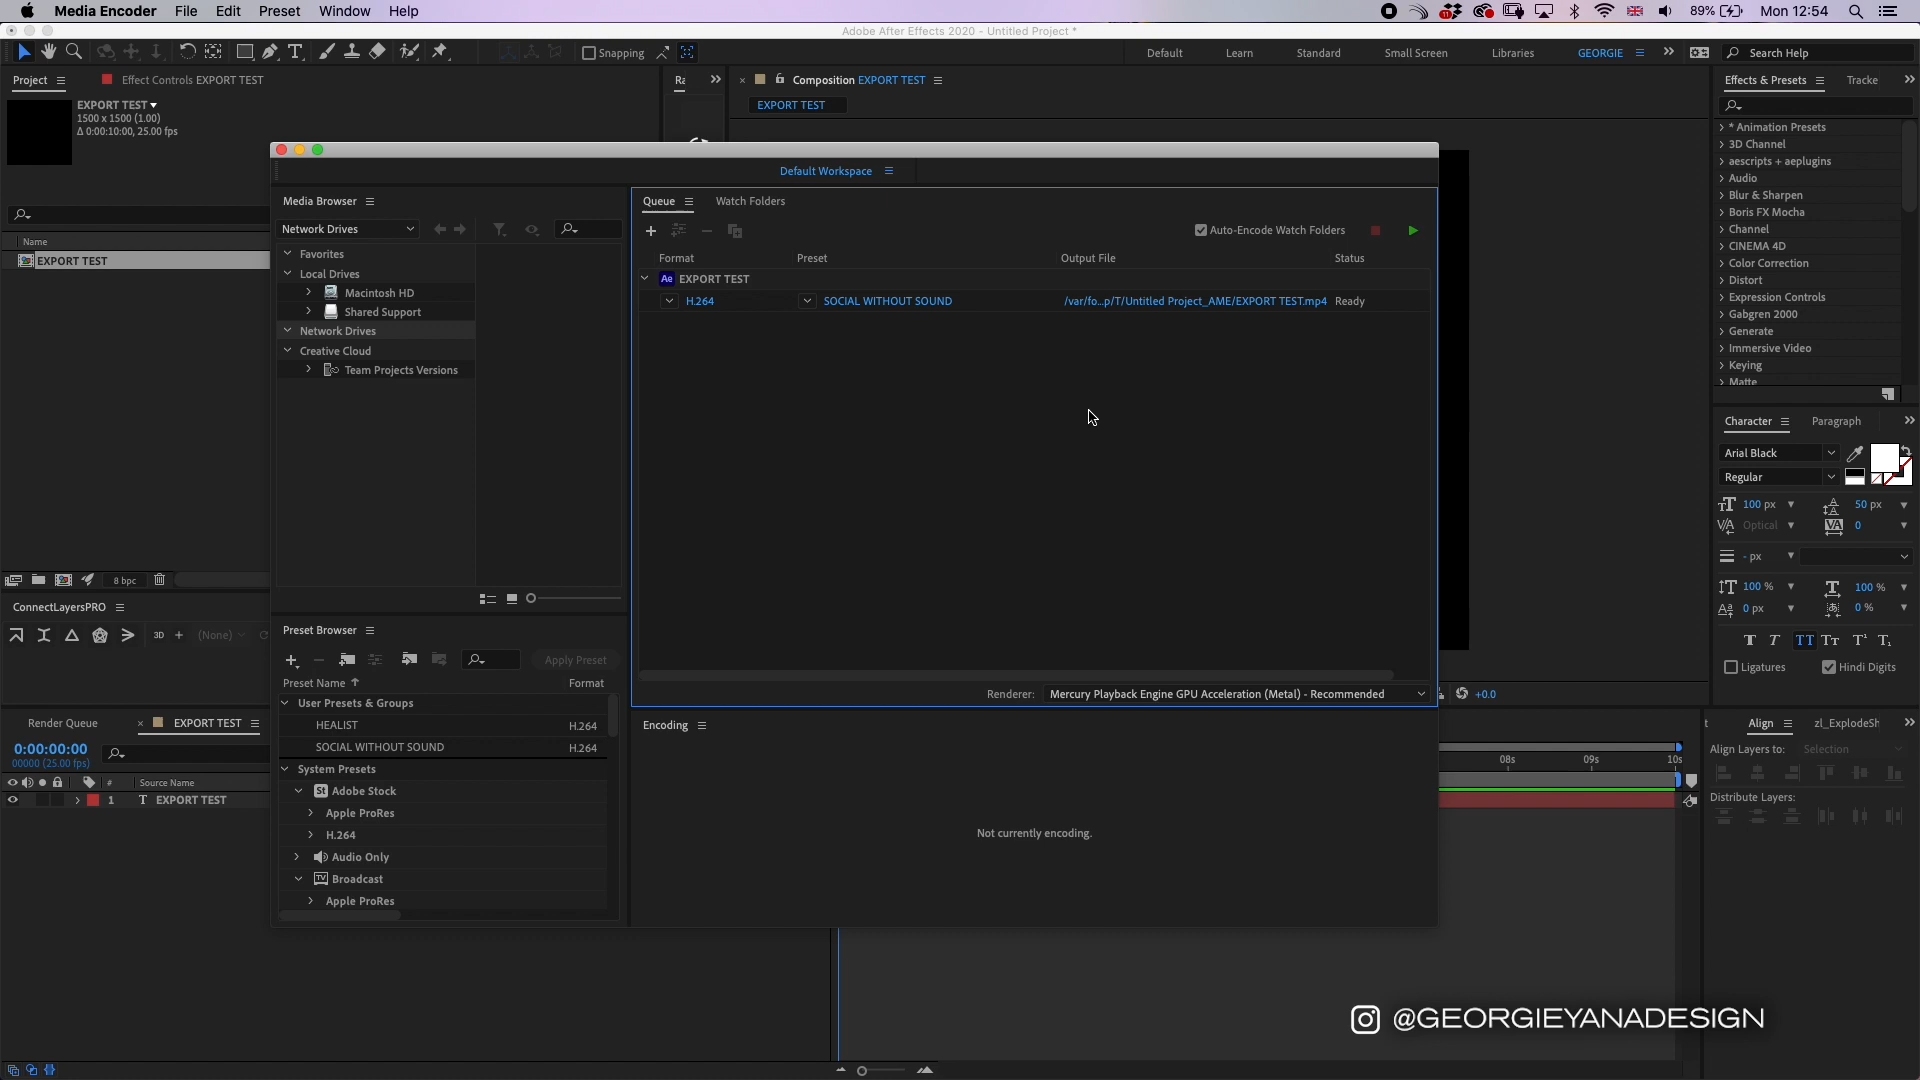 Media Encoder File Edit Preset Window Help 89% Mon 12:54
Adobe After Effects 2020 - Untitled Project *
Snapping Default Learn Standard Small Screen Libraries GEORGIE Search Help
Project Effect Controls EXPORT TEST Composition EXPORT TEST Effects & Presets Tracke
EXPORT TEST
1500 x 1500 (1.00)
Δ 0:00:10:00, 25.00 fps
EXPORT TEST
Name
EXPORT TEST
8 bpc
ConnectLayersPRO
3D (None)
Default Workspace
Media Browser
Network Drives
Favorites
Local Drives
Macintosh HD
Shared Support
Network Drives
Creative Cloud
Team Projects Versions
Queue Watch Folders
Auto-Encode Watch Folders
Format Preset Output File Status
Ae EXPORT TEST
H.264 SOCIAL WITHOUT SOUND /var/fo...p/T/Untitled Project_AME/EXPORT TEST.mp4 Ready
Renderer: Mercury Playback Engine GPU Acceleration (Metal) - Recommended
Preset Browser
Apply Preset
Preset Name Format
User Presets & Groups
HEALIST H.264
SOCIAL WITHOUT SOUND H.264
System Presets
St Adobe Stock
Apple ProRes
H.264
Audio Only
TV Broadcast
Apple ProRes
Encoding
Not currently encoding.
* Animation Presets
3D Channel
aescripts + aeplugins
Audio
Blur & Sharpen
Boris FX Mocha
Channel
CINEMA 4D
Color Correction
Distort
Expression Controls
Gabgren 2000
Generate
Immersive Video
Keying
Matte
Character Paragraph
Arial Black
Regular
100 px 50 px
Optical 0
- px
100 % 100 %
0 px 0 %
T T TT Tr T¹ T₁
Ligatures Hindi Digits
+0.0
Render Queue EXPORT TEST
0:00:00:00
00000 (25.00 fps)
# Source Name
1 T EXPORT TEST
08s 09s 10s
Align zl_ExplodeSh
Align Layers to: Selection
Distribute Layers:
@GEORGIEYANADESIGN